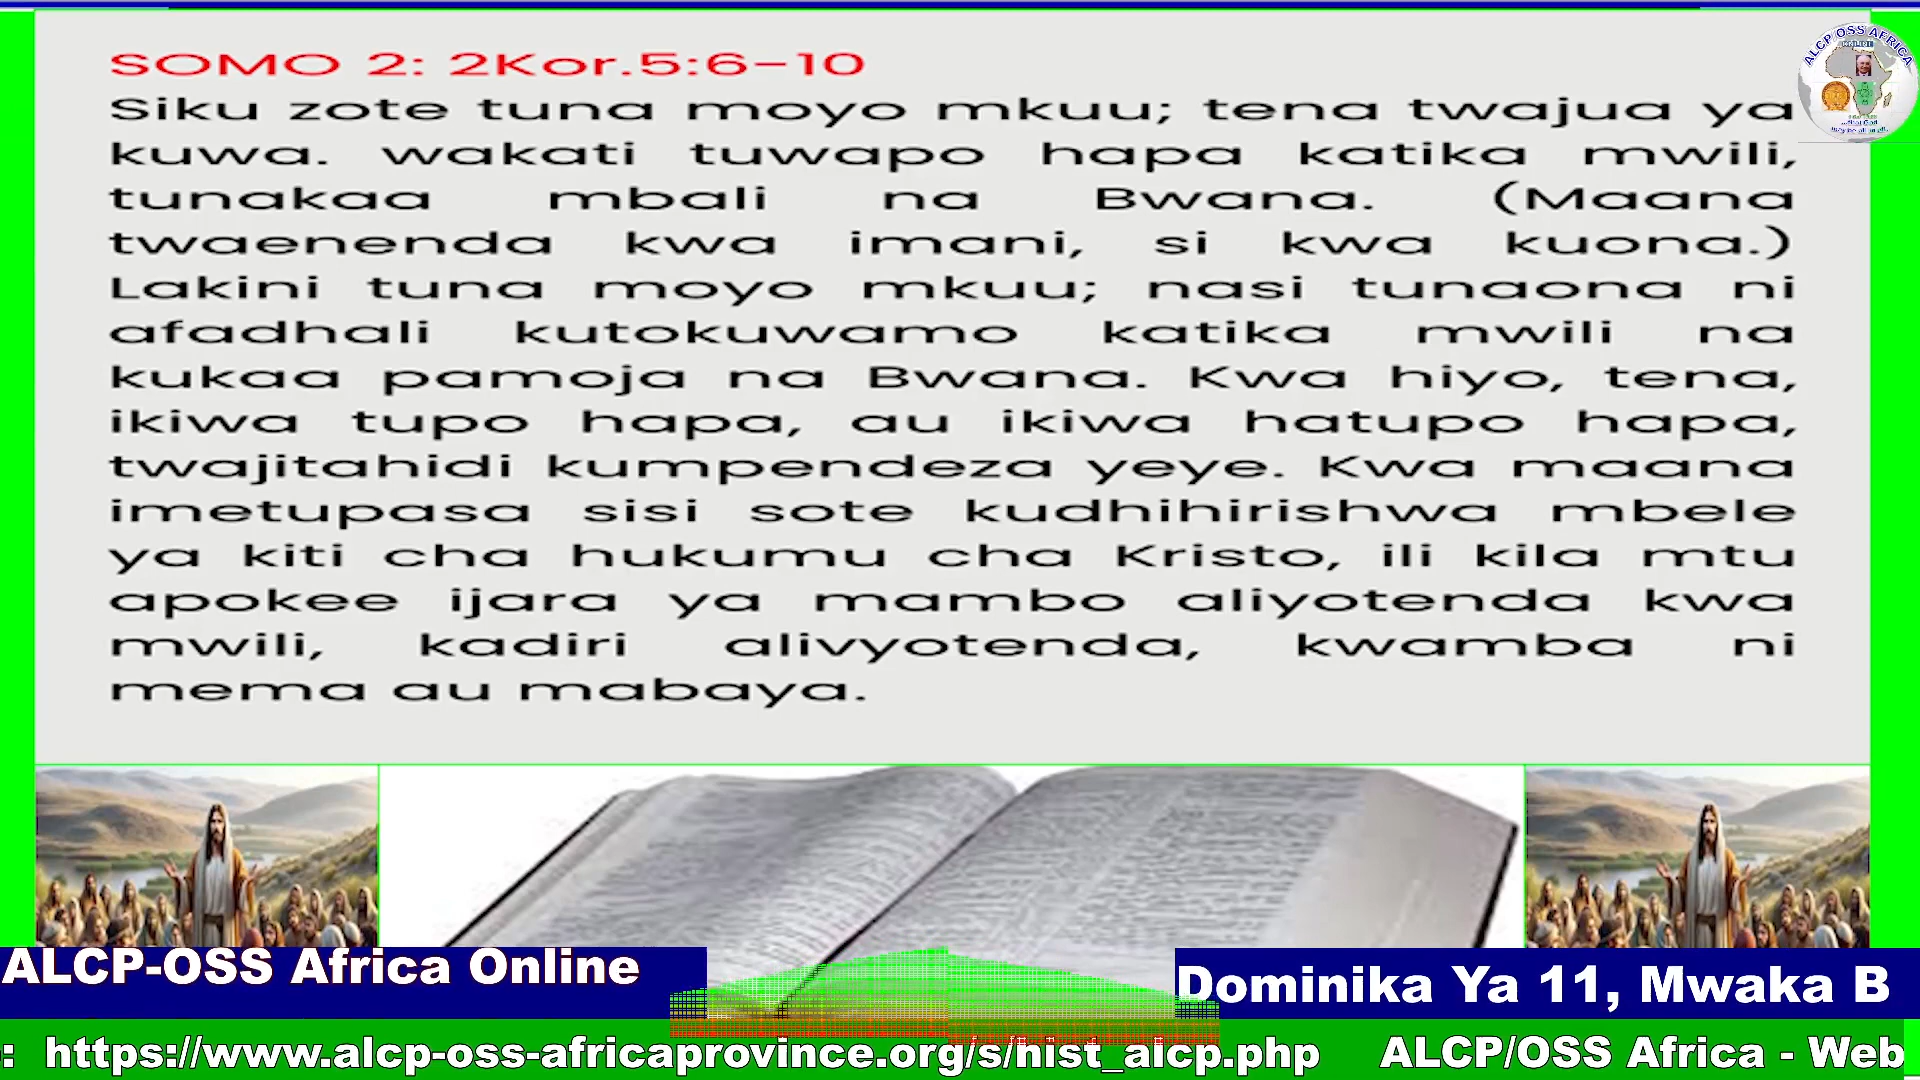 SOMO 2: 2Kor.5:6-10
Siku zote tuna moyo mkuu; tena twajua ya
kuwa. wakati tuwapo hapa katika mwili,
tunakaa mbali na Bwana. (Maana
twaenenda kwa imani, si kwa kuona.)
Lakini tuna moyo mkuu; nasi tunaona ni
afadhali kutokuwamo katika mwili na
kukaa pamoja na Bwana. Kwa hiyo, tena,
ikiwa tupo hapa, au ikiwa hatupo hapa,
twajitahidi kumpendeza yeye. Kwa maana
imetupasa sisi sote kudhihirishwa mbele
ya kiti cha hukumu cha Kristo, ili kila mtu
apokee ijara ya mambo aliyotenda kwa
mwili, kadiri alivyotenda, kwamba ni
mema au mabaya.
ALCP OSS AFRICA
ALCP-OSS Africa Online
Dominika Ya 11, Mwaka B
: https://www.alcp-oss-africaprovince.org/s/hist_alcp.php ALCP/OSS Africa - Web